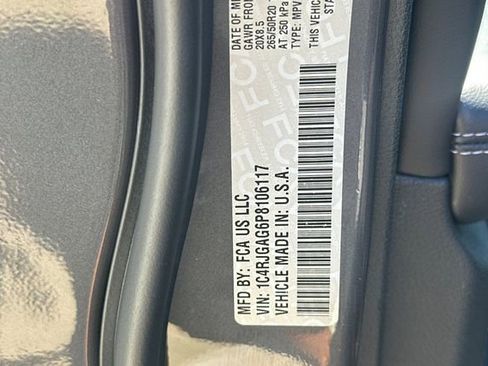 MFD BY: FCA US LLC
VIN: 1C4RJGAG6P8106117
VEHICLE MADE IN: U.S.A.
DATE OF M
GAWR FRON
20X8.5
265/50R20
AT 250 kPa
TYPE: MPV
THIS VEHIC
STA